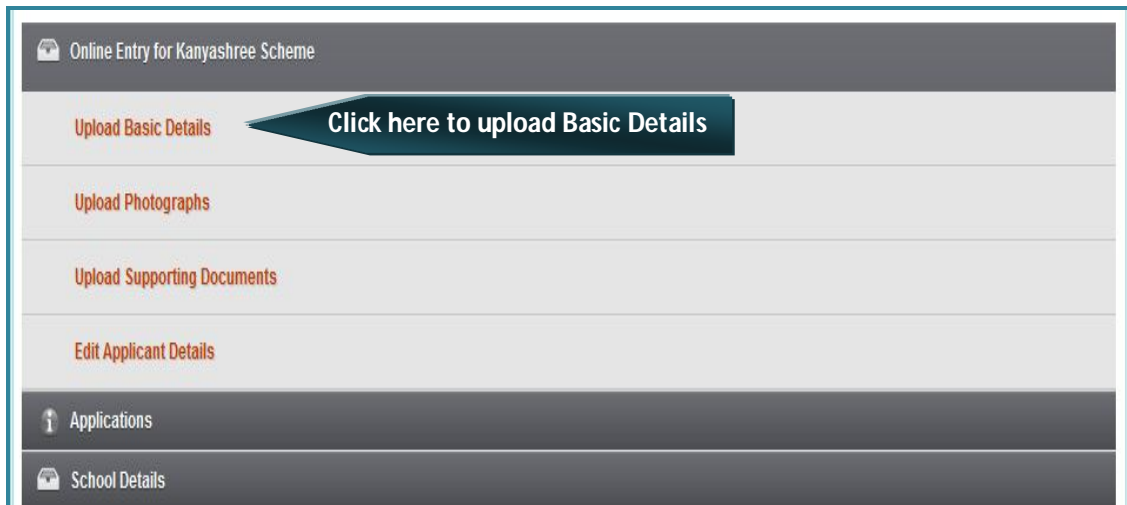 Online Entry for Kanyashree Scheme
Upload Basic Details
Click here to upload Basic Details
Upload Photographs
Upload Supporting Documents
Edit Applicant Details
Applications
School Details